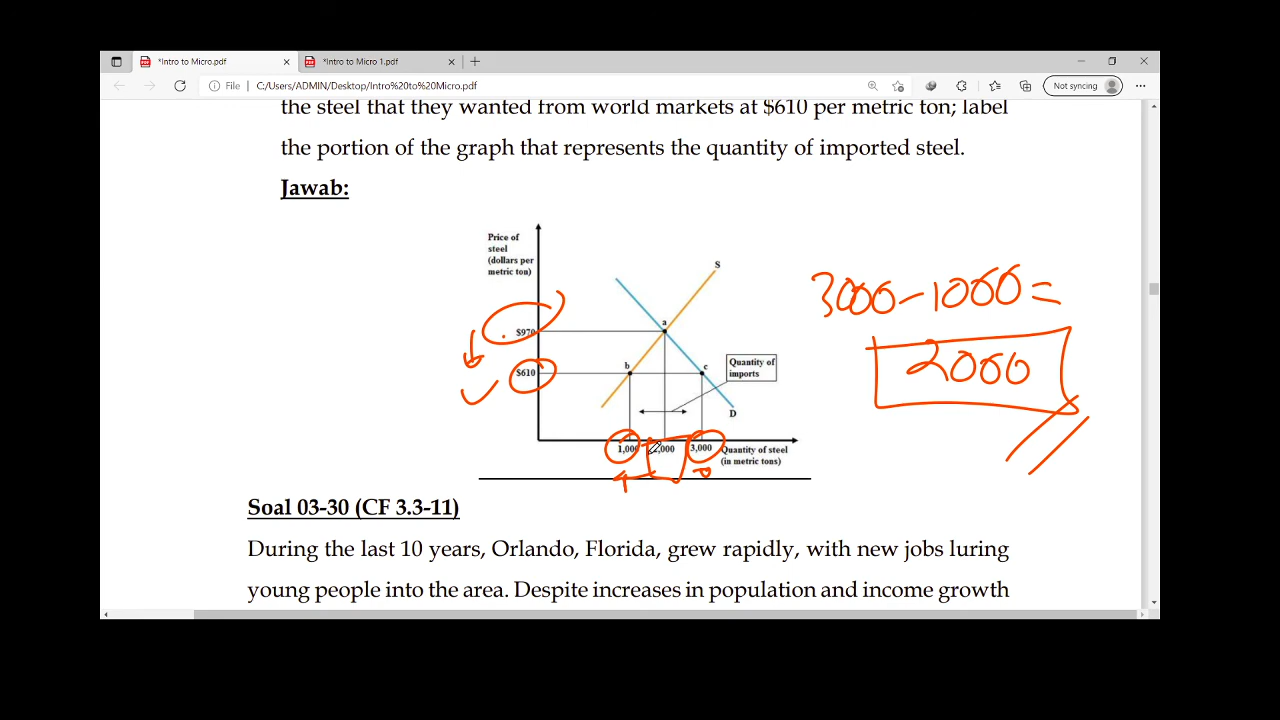 *Intro to Micro.pdf
*Intro to Micro 1.pdf
File
C:/Users/ADMIN/Desktop/Intro%20to%20Micro.pdf
Not syncing
the steel that they wanted from world markets at $610 per metric ton; label
the portion of the graph that represents the quantity of imported steel.
Jawab:
Price of
steel
(dollars per
metric ton)
S
$970
a
$610
b
c
Quantity of
imports
D
1,000
,000
3,000
Quantity of steel
(in metric tons)
3000-1000=
2000
Soal 03-30 (CF 3.3-11)
During the last 10 years, Orlando, Florida, grew rapidly, with new jobs luring
young people into the area. Despite increases in population and income growth